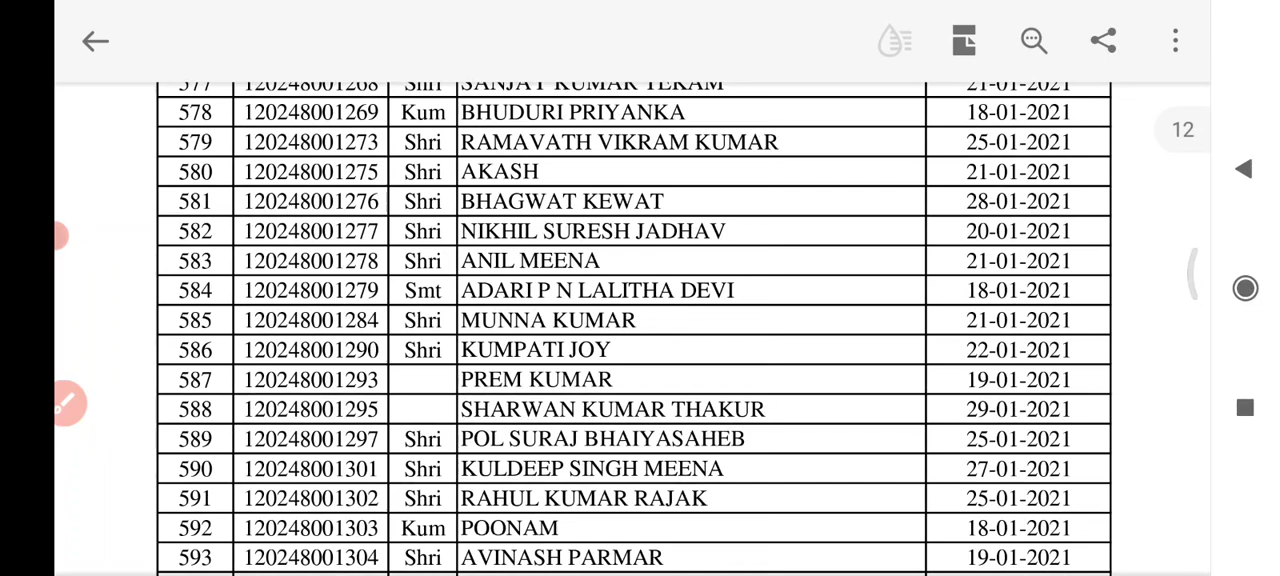 577 120248001268 Shri SANJAY KUMAR TEKAM 21-01-2021
12
578 120248001269 Kum BHUDURI PRIYANKA 18-01-2021
579 120248001273 Shri RAMAVATH VIKRAM KUMAR 25-01-2021
580 120248001275 Shri AKASH 21-01-2021
581 120248001276 Shri BHAGWAT KEWAT 28-01-2021
582 120248001277 Shri NIKHIL SURESH JADHAV 20-01-2021
583 120248001278 Shri ANIL MEENA 21-01-2021
584 120248001279 Smt ADARI P N LALITHA DEVI 18-01-2021
585 120248001284 Shri MUNNA KUMAR 21-01-2021
586 120248001290 Shri KUMPATI JOY 22-01-2021
587 120248001293 PREM KUMAR 19-01-2021
588 120248001295 SHARWAN KUMAR THAKUR 29-01-2021
589 120248001297 Shri POL SURAJ BHAIYASAHEB 25-01-2021
590 120248001301 Shri KULDEEP SINGH MEENA 27-01-2021
591 120248001302 Shri RAHUL KUMAR RAJAK 25-01-2021
592 120248001303 Kum POONAM 18-01-2021
593 120248001304 Shri AVINASH PARMAR 19-01-2021